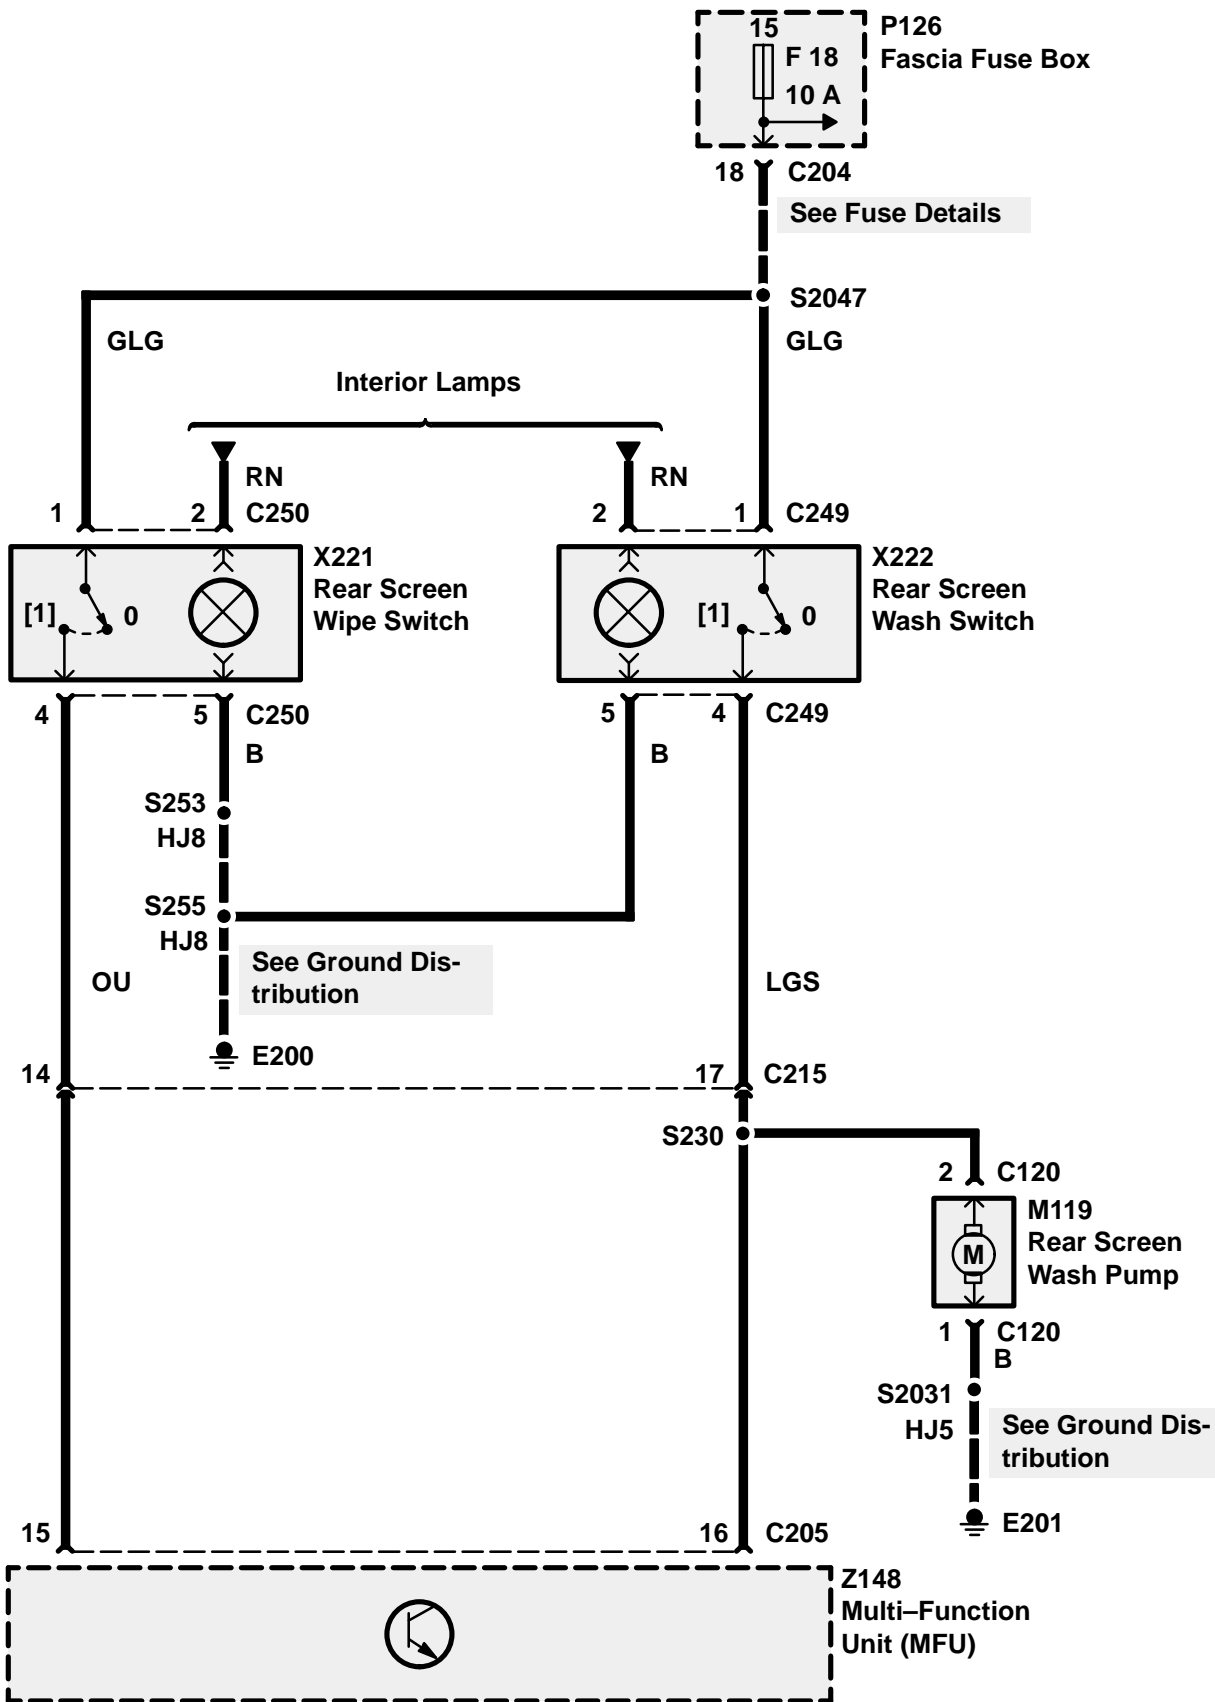 15
P126
F 18
Fascia Fuse Box
10 A
18
C204
See Fuse Details
S2047
GLG
GLG
Interior Lamps
RN
RN
1
2
C250
2
1
C249
X221
Rear Screen
Wipe Switch
[1]
0
X222
Rear Screen
Wash Switch
[1]
0
4
5
C250
5
4
C249
B
B
S253
HJ8
S255
HJ8
See Ground Dis-
tribution
OU
LGS
E200
14
17
C215
S230
2
C120
M119
Rear Screen
Wash Pump
M
1
C120
B
S2031
HJ5
See Ground Dis-
tribution
E201
15
16
C205
Z148
Multi–Function
Unit (MFU)